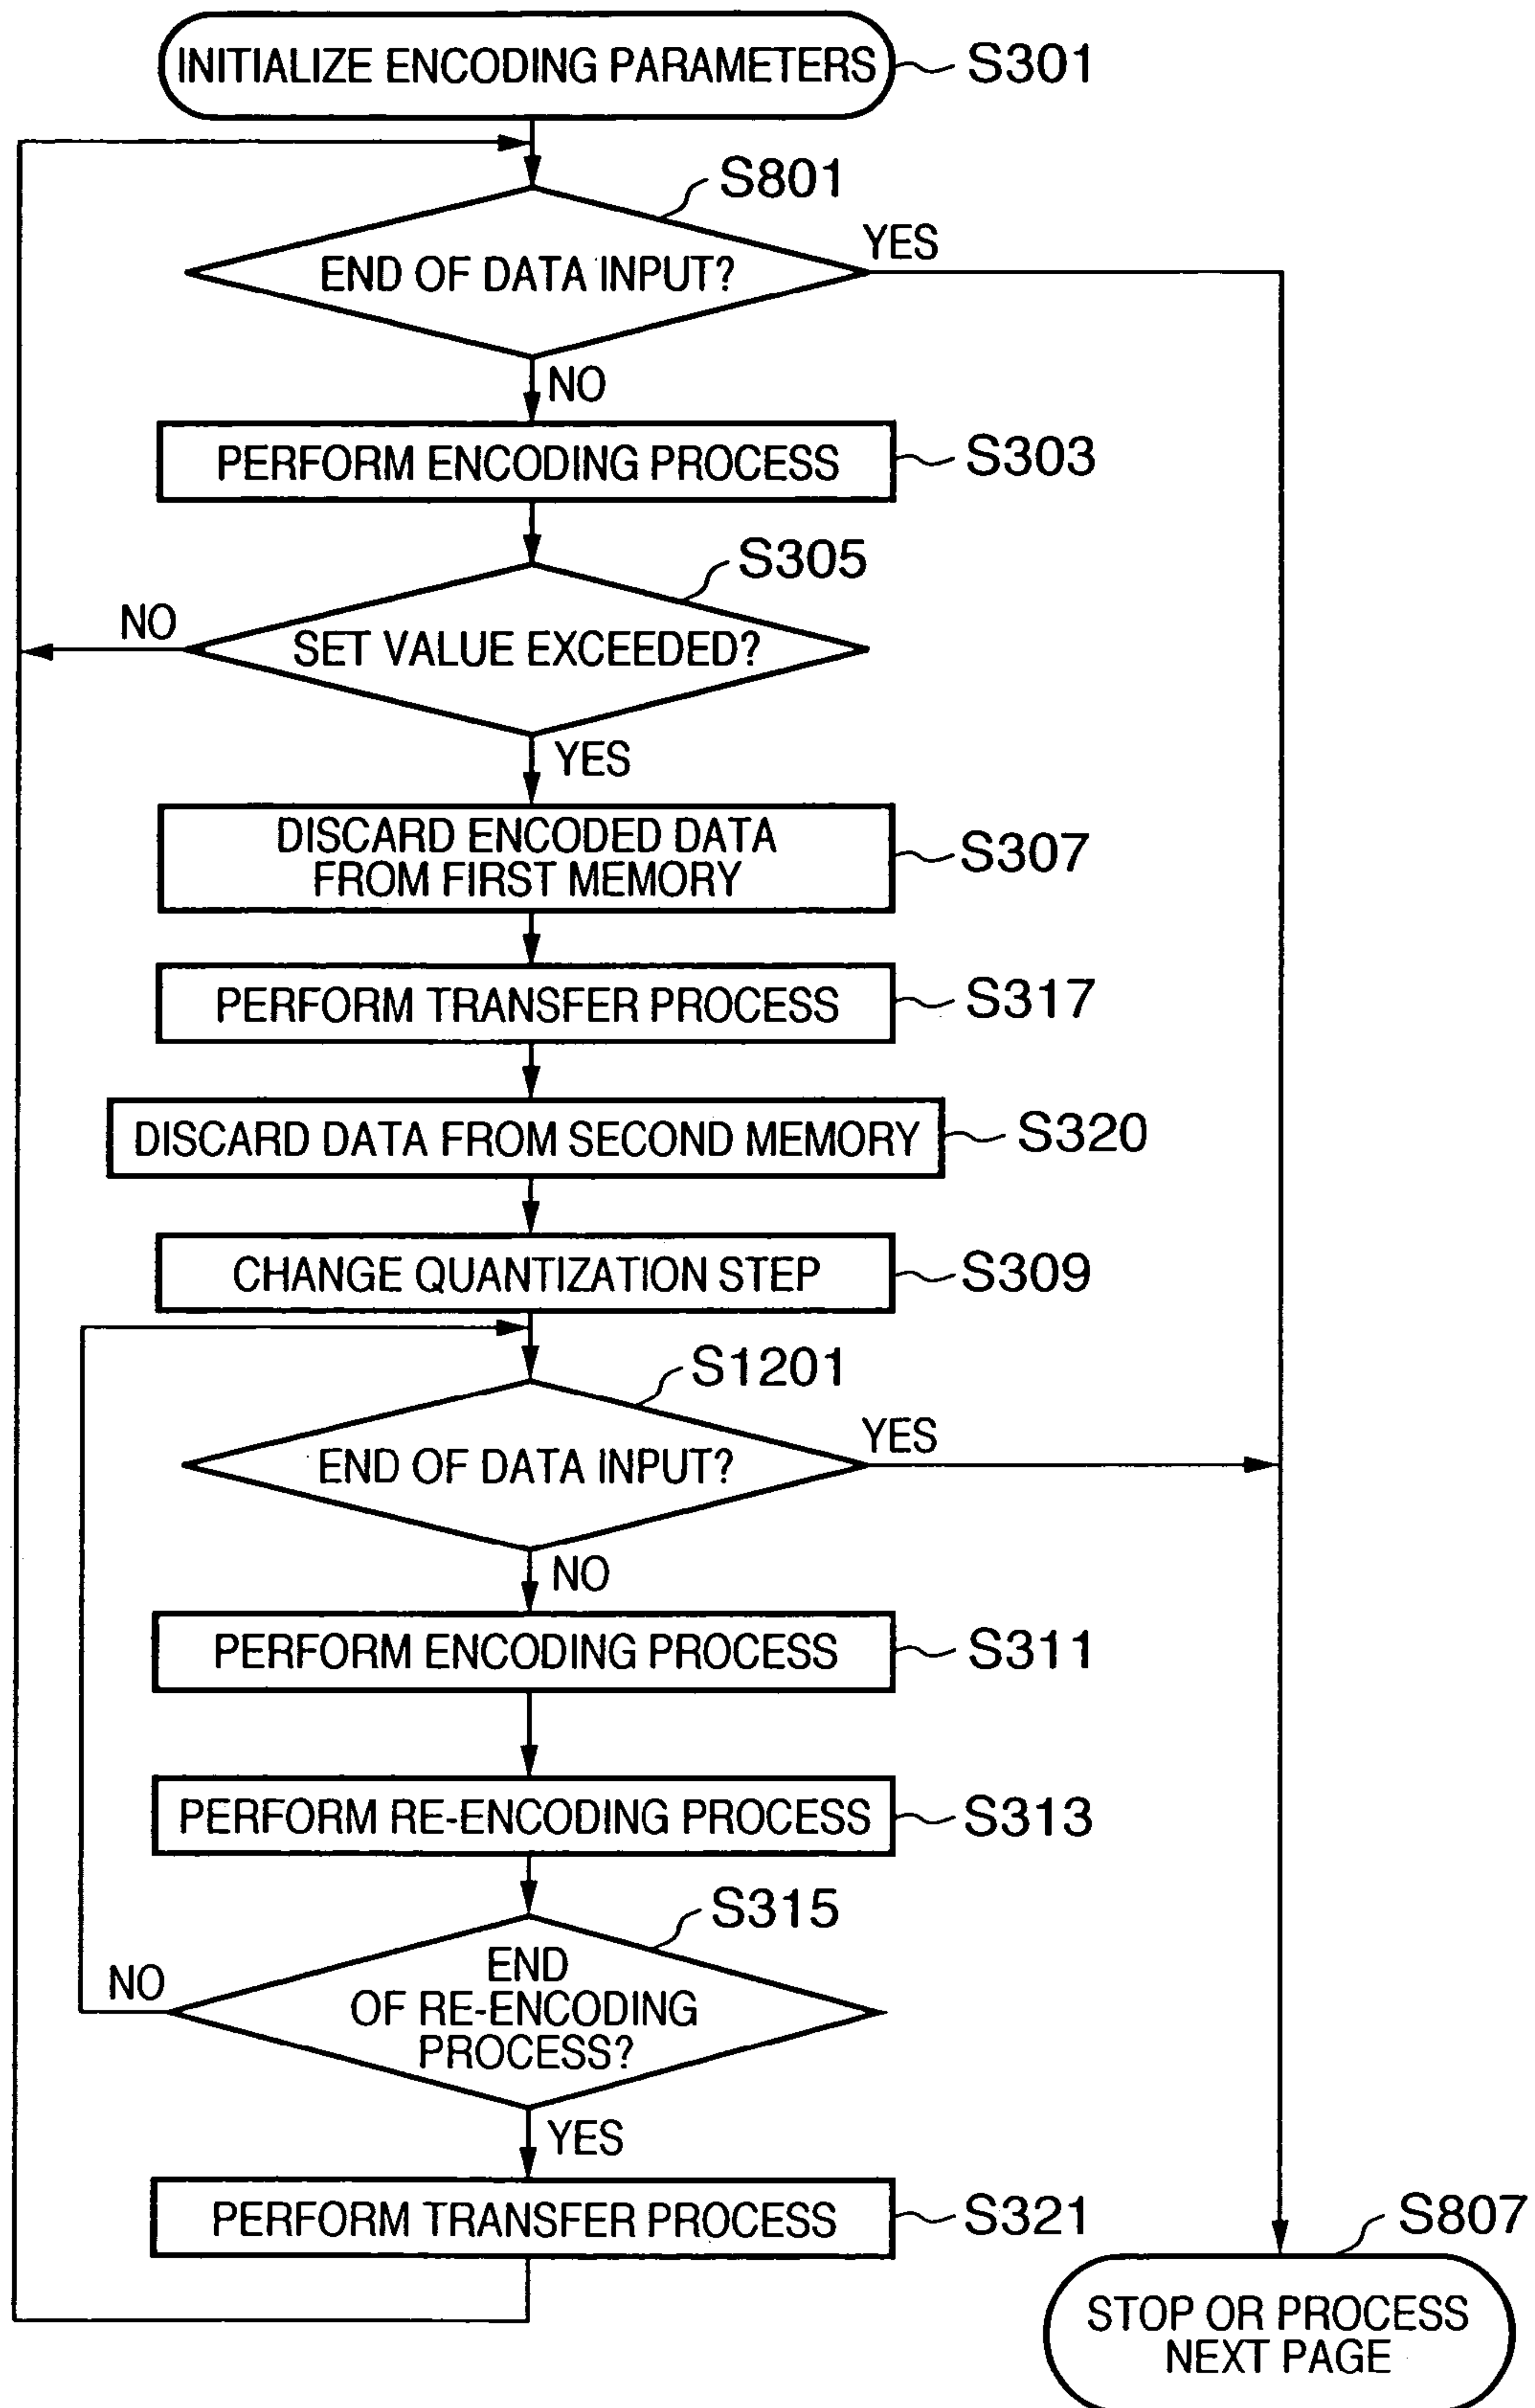 INITIALIZE ENCODING PARAMETERS
S301
S801
END OF DATA INPUT?
YES
NO
PERFORM ENCODING PROCESS
S303
S305
SET VALUE EXCEEDED?
NO
YES
DISCARD ENCODED DATA
FROM FIRST MEMORY
S307
PERFORM TRANSFER PROCESS
S317
DISCARD DATA FROM SECOND MEMORY
S320
CHANGE QUANTIZATION STEP
S309
S1201
END OF DATA INPUT?
YES
NO
PERFORM ENCODING PROCESS
S311
PERFORM RE-ENCODING PROCESS
S313
S315
END
OF RE-ENCODING
PROCESS?
NO
YES
PERFORM TRANSFER PROCESS
S321
S807
STOP OR PROCESS
NEXT PAGE